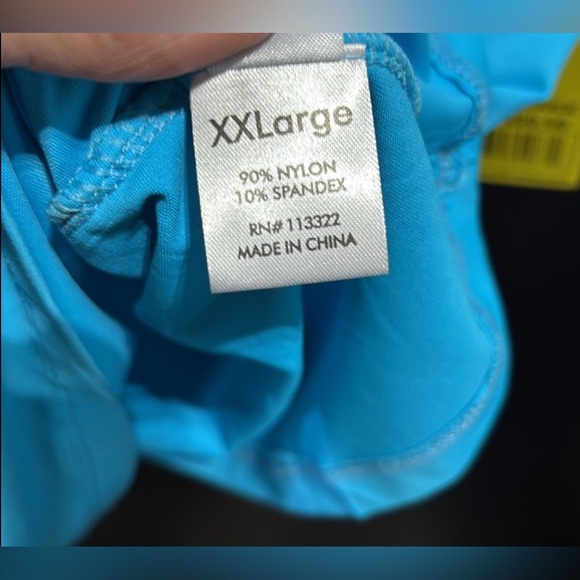 XXLarge
90% NYLON
10% SPANDEX
RN# 113322
MADE IN CHINA